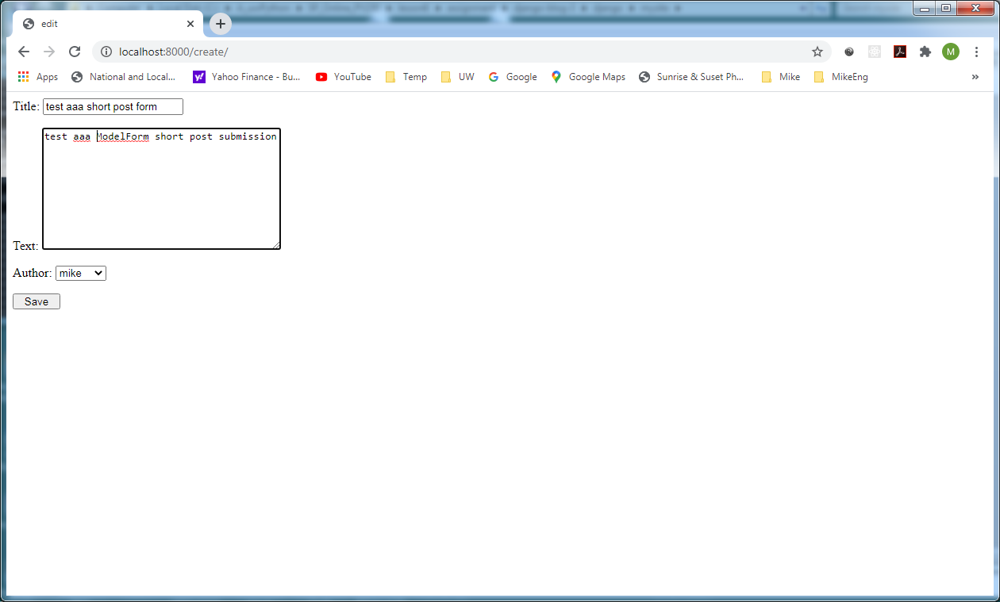 edit
localhost:8000/create/
M
Apps National and Local... Yahoo Finance - Bu... YouTube Temp UW Google Google Maps Sunrise & Suset Ph... Mike MikeEng »
Title: test aaa short post form
test aaa ModelForm short post submission
Text:
Author: mike
Save